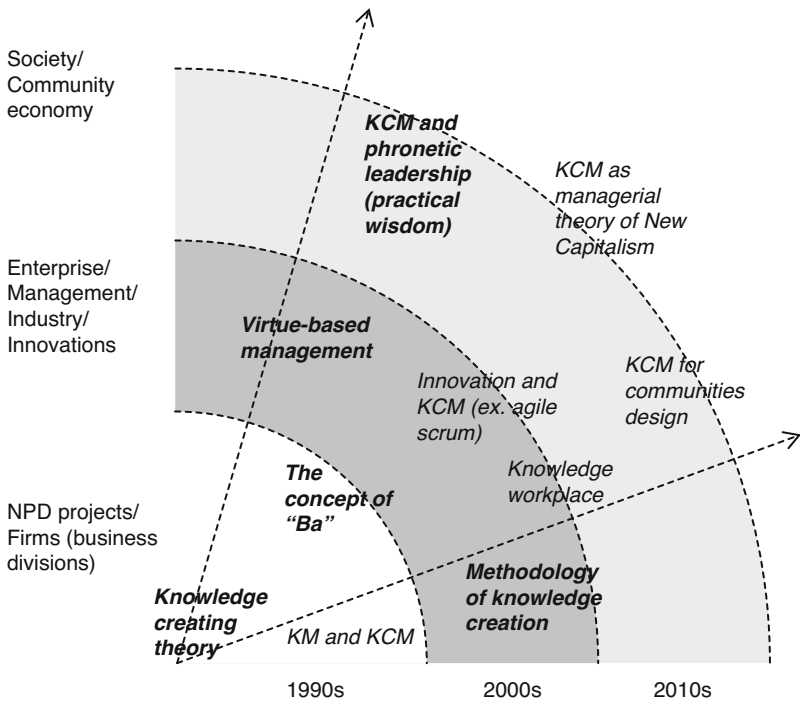 Society/
Community
economy
KCM and
phronetic
leadership
(practical
wisdom)
KCM as
managerial
theory of New
Capitalism
Enterprise/
Management/
Industry/
Innovations
Virtue-based
management
Innovation and
KCM (ex. agile
scrum)
KCM for
communities
design
Knowledge
workplace
The
concept of
“Ba”
NPD projects/
Firms (business
divisions)
Knowledge
creating
theory
KM and KCM
Methodology
of knowledge
creation
1990s
2000s
2010s